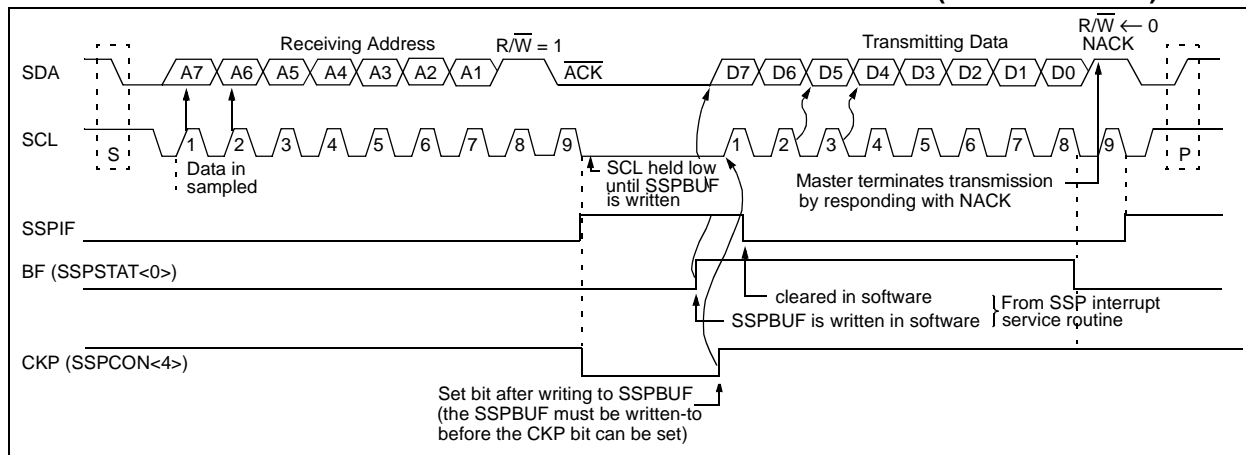 R/W ← 0
Receiving Address R/W = 1 Transmitting Data NACK
SDA A7 A6 A5 A4 A3 A2 A1 ACK D7 D6 D5 D4 D3 D2 D1 D0
SCL 1 2 3 4 5 6 7 8 9 1 2 3 4 5 6 7 8 9
S P
Data in
sampled
SCL held low
until SSPBUF
is written
Master terminates transmission
by responding with NACK
SSPIF
BF (SSPSTAT<0>)
cleared in software
SSPBUF is written in software
From SSP interrupt
service routine
CKP (SSPCON<4>)
Set bit after writing to SSPBUF
(the SSPBUF must be written-to
before the CKP bit can be set)